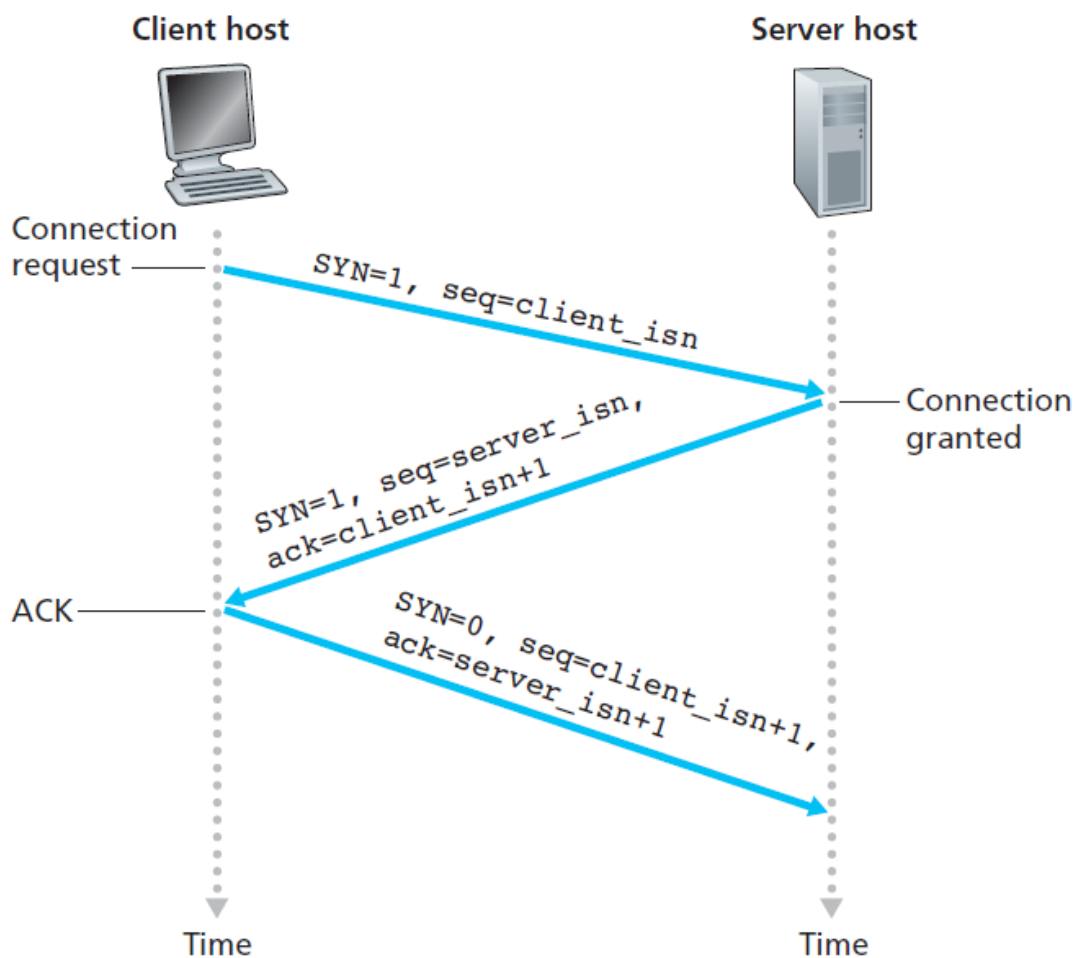 Client host
Server host
Connection
request
SYN=1, seq=client_isn
Connection
granted
SYN=1, seq=server_isn,
ack=client_isn+1
ACK
SYN=0, seq=client_isn+1,
ack=server_isn+1
Time
Time